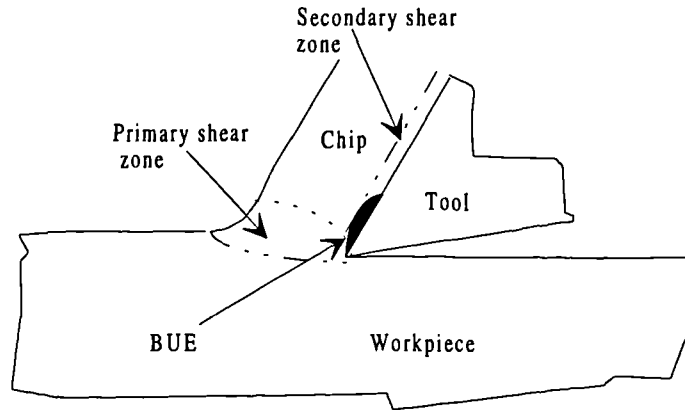 Secondary shear
zone
Primary shear
zone
Chip
Tool
BUE
Workpiece